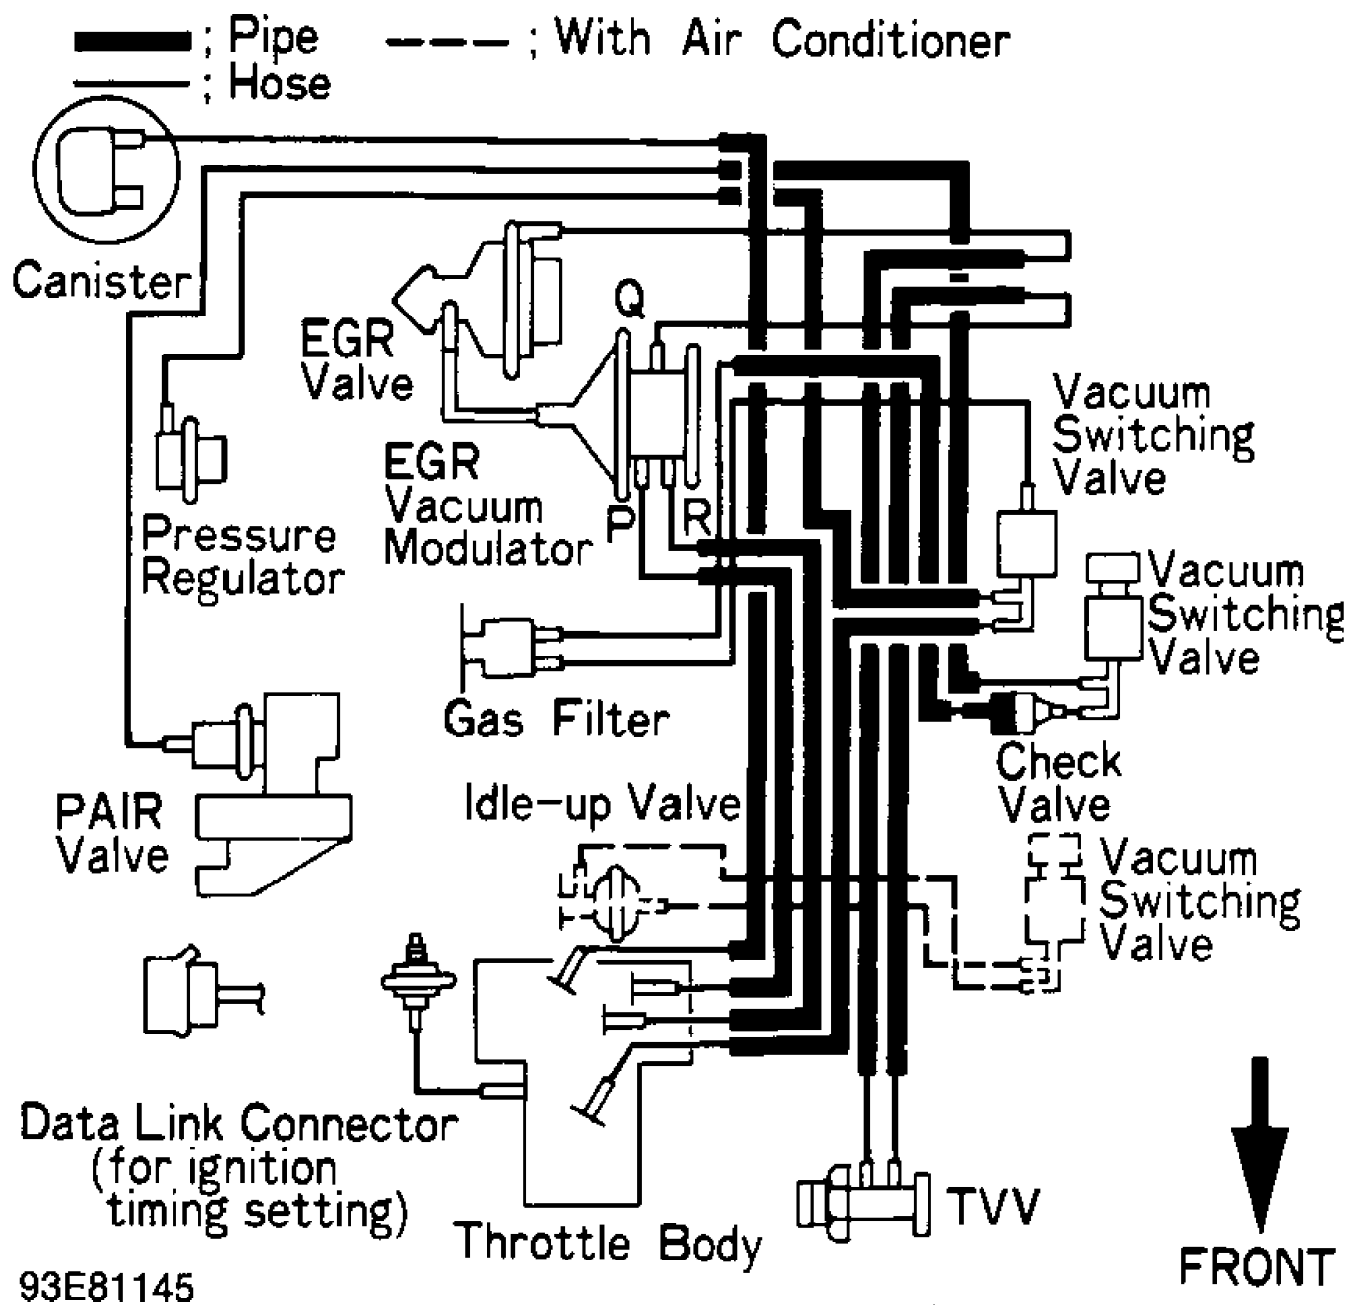 ; Pipe
; With Air Conditioner
; Hose
Canister
EGR
Valve
Q
Vacuum
Switching
Valve
EGR
Vacuum
Modulator
P
R
Pressure
Regulator
Vacuum
Switching
Valve
Gas Filter
Check
Valve
Idle-up Valve
PAIR
Valve
Vacuum
Switching
Valve
Data Link Connector
(for ignition
timing setting)
TVV
Throttle Body
FRONT
93E81145